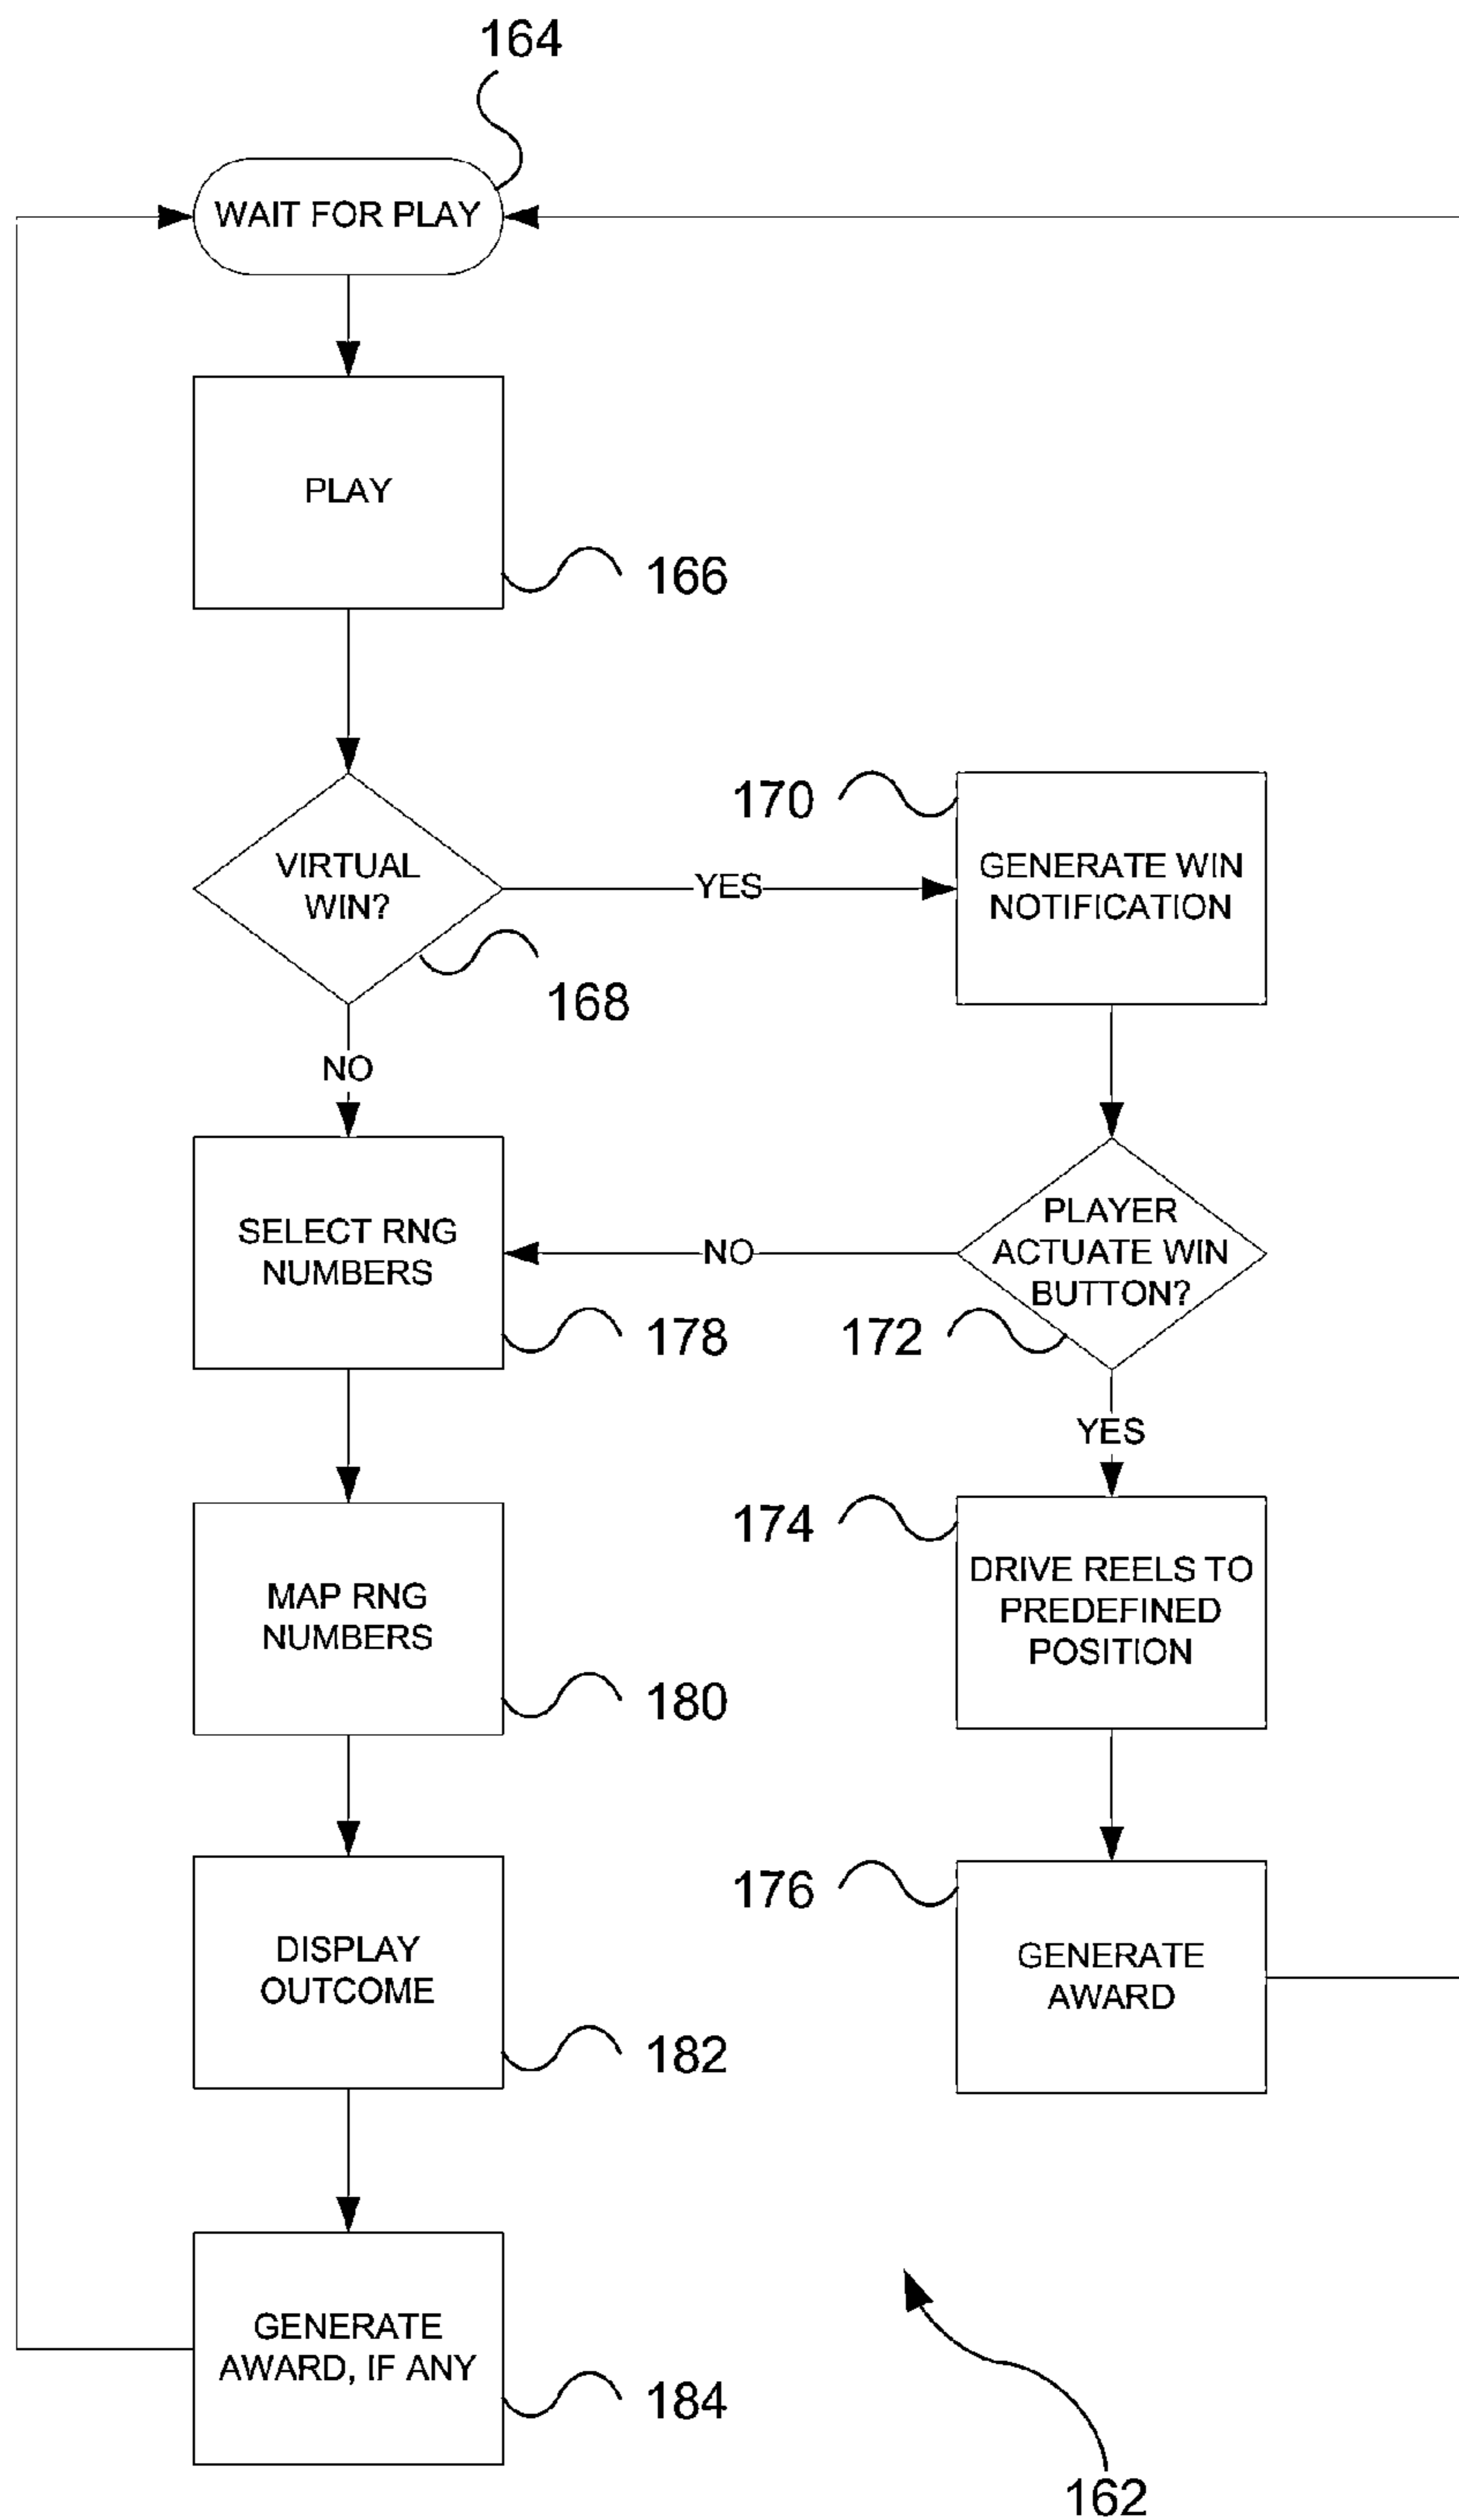 164
WAIT FOR PLAY
PLAY
166
170
VIRTUAL
WIN?
YES
GENERATE WIN
NOTIFICATION
168
NO
SELECT RNG
NUMBERS
NO
PLAYER
ACTUATE WIN
BUTTON?
178
172
YES
174
MAP RNG
NUMBERS
DRIVE REELS TO
PREDEFINED
POSITION
180
176
DISPLAY
OUTCOME
GENERATE
AWARD
182
GENERATE
AWARD, IF ANY
184
162